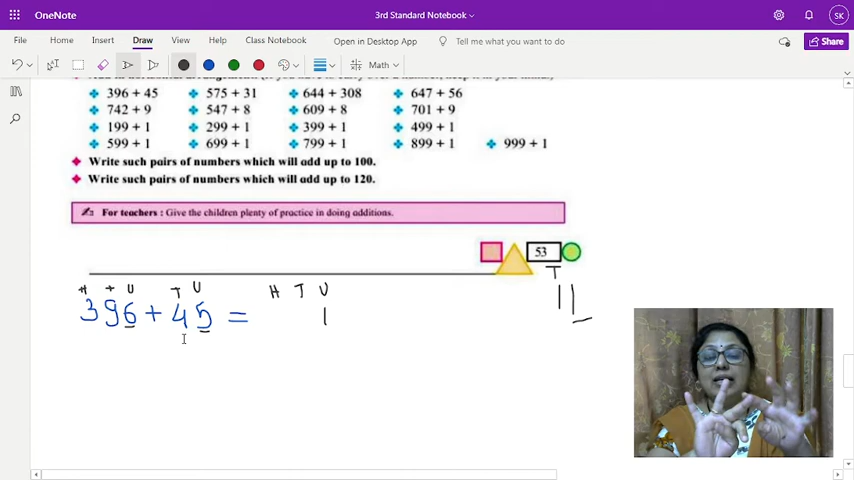 OneNote
3rd Standard Notebook
SK
File Home Insert Draw View Help Class Notebook Open in Desktop App Tell me what you want to do Share
Math
396 + 45 575 + 31 644 + 308 647 + 56
742 + 9 547 + 8 609 + 8 701 + 9
199 + 1 299 + 1 399 + 1 499 + 1
599 + 1 699 + 1 799 + 1 899 + 1 999 + 1
Write such pairs of numbers which will add up to 100.
Write such pairs of numbers which will add up to 120.
For teachers : Give the children plenty of practice in doing additions.
53
T
H T U T U H T U
396 + 45 = 1
11